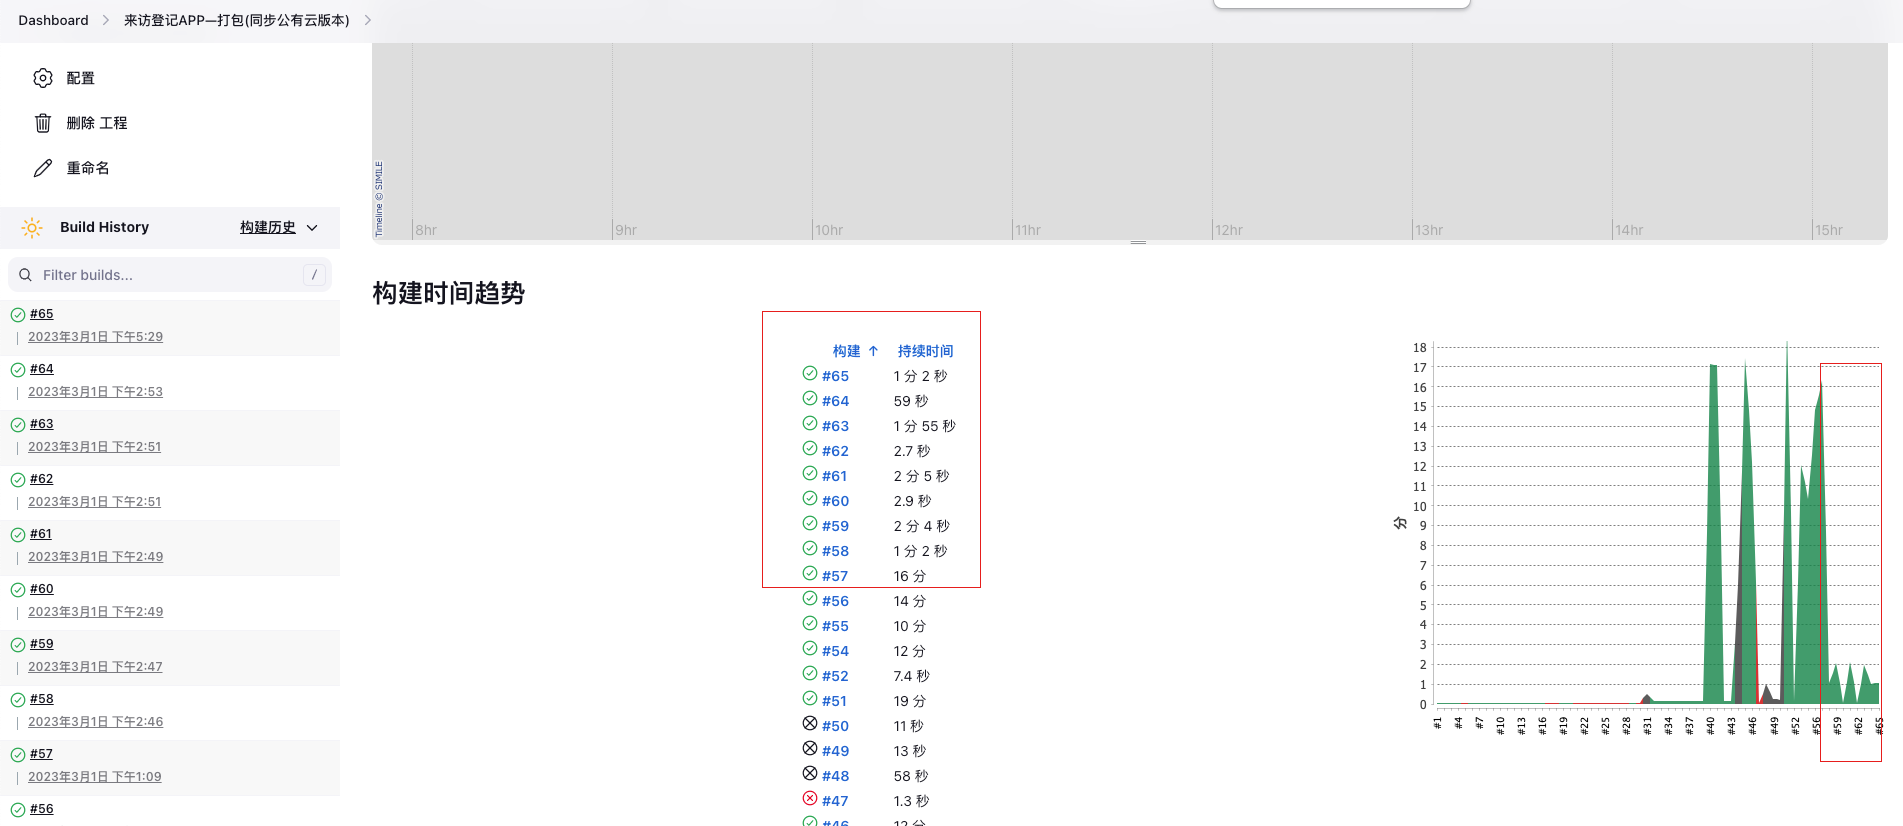 Dashboard > 来访登记APP—打包(同步公有云版本) >
配置
删除 工程
重命名
Build History 构建历史
Filter builds... /
#65
2023年3月1日 下午5:29
#64
2023年3月1日 下午2:53
#63
2023年3月1日 下午2:51
#62
2023年3月1日 下午2:51
#61
2023年3月1日 下午2:49
#60
2023年3月1日 下午2:49
#59
2023年3月1日 下午2:47
#58
2023年3月1日 下午2:46
#57
2023年3月1日 下午1:09
#56
Timeline © SIMILE
8hr 9hr 10hr 11hr 12hr 13hr 14hr 15hr
构建时间趋势
构建 ↑ 持续时间
#65 1 分 2 秒
#64 59 秒
#63 1 分 55 秒
#62 2.7 秒
#61 2 分 5 秒
#60 2.9 秒
#59 2 分 4 秒
#58 1 分 2 秒
#57 16 分
#56 14 分
#55 10 分
#54 12 分
#52 7.4 秒
#51 19 分
#50 11 秒
#49 13 秒
#48 58 秒
#47 1.3 秒
#46 12 分
分
18
17
16
15
14
13
12
11
10
9
8
7
6
5
4
3
2
1
0
#1 #4 #7 #10 #13 #16 #19 #22 #25 #28 #31 #34 #37 #40 #43 #46 #49 #52 #56 #59 #62 #65